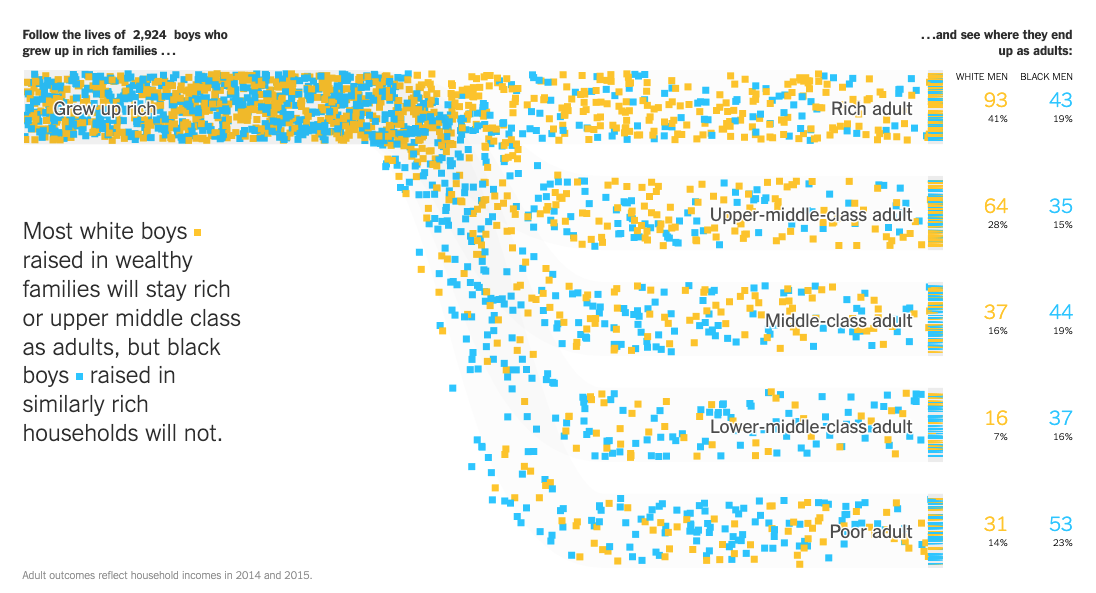 Follow the lives of 2,924 boys who
grew up in rich families ...
...and see where they end
up as adults:
WHITE MEN BLACK MEN
Grew up rich
Rich adult
93 43
41% 19%
Upper-middle-class adult
64 35
28% 15%
Most white boys
raised in wealthy
families will stay rich
or upper middle class
as adults, but black
boys raised in
similarly rich
households will not.
Middle-class adult
37 44
16% 19%
Lower-middle-class adult
16 37
7% 16%
Poor adult
31 53
14% 23%
Adult outcomes reflect household incomes in 2014 and 2015.